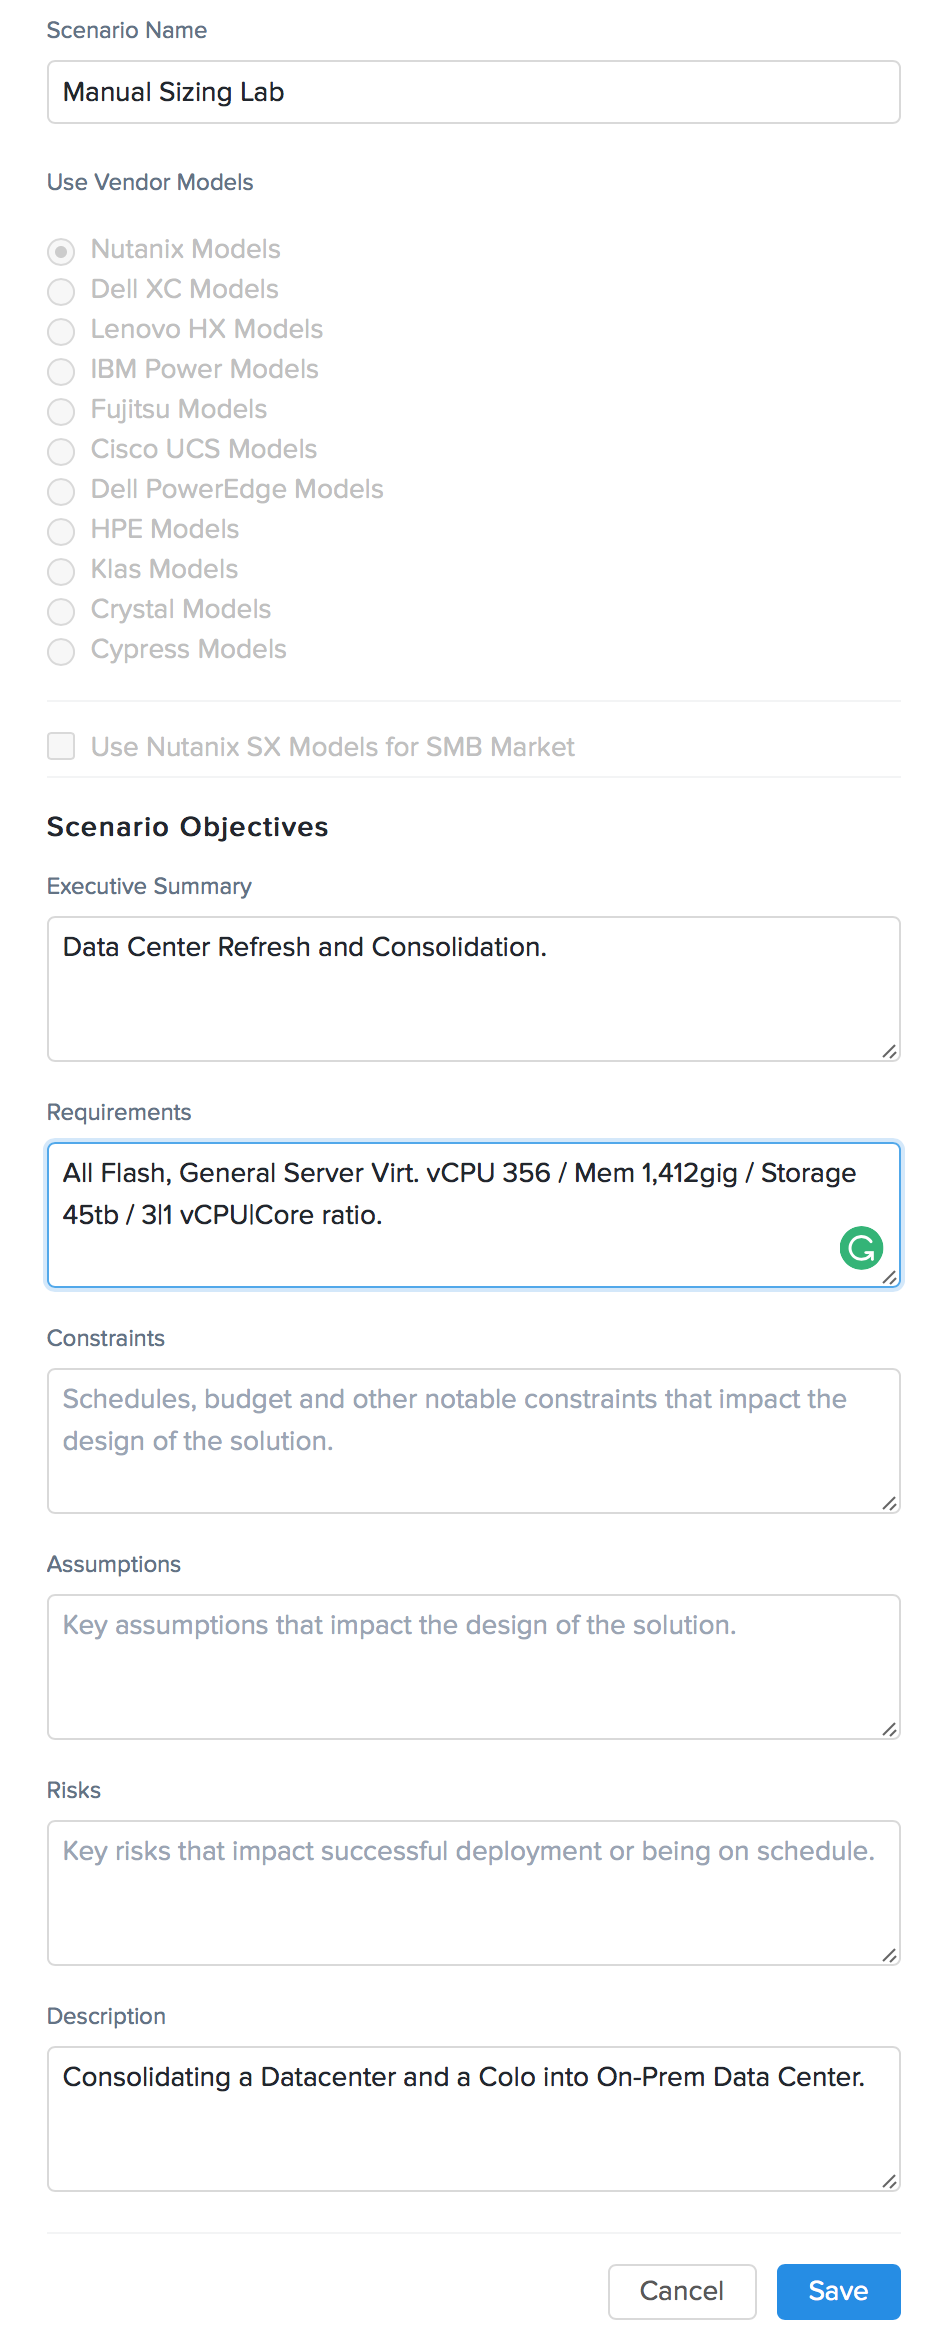 Scenario Name
Manual Sizing Lab
Use Vendor Models
Nutanix Models
Dell XC Models
Lenovo HX Models
IBM Power Models
Fujitsu Models
Cisco UCS Models
Dell PowerEdge Models
HPE Models
Klas Models
Crystal Models
Cypress Models
Use Nutanix SX Models for SMB Market
Scenario Objectives
Executive Summary
Data Center Refresh and Consolidation.
Requirements
All Flash, General Server Virt. vCPU 356 / Mem 1,412gig / Storage
45tb / 3|1 vCPU|Core ratio.
Constraints
Schedules, budget and other notable constraints that impact the
design of the solution.
Assumptions
Key assumptions that impact the design of the solution.
Risks
Key risks that impact successful deployment or being on schedule.
Description
Consolidating a Datacenter and a Colo into On-Prem Data Center.
Cancel
Save